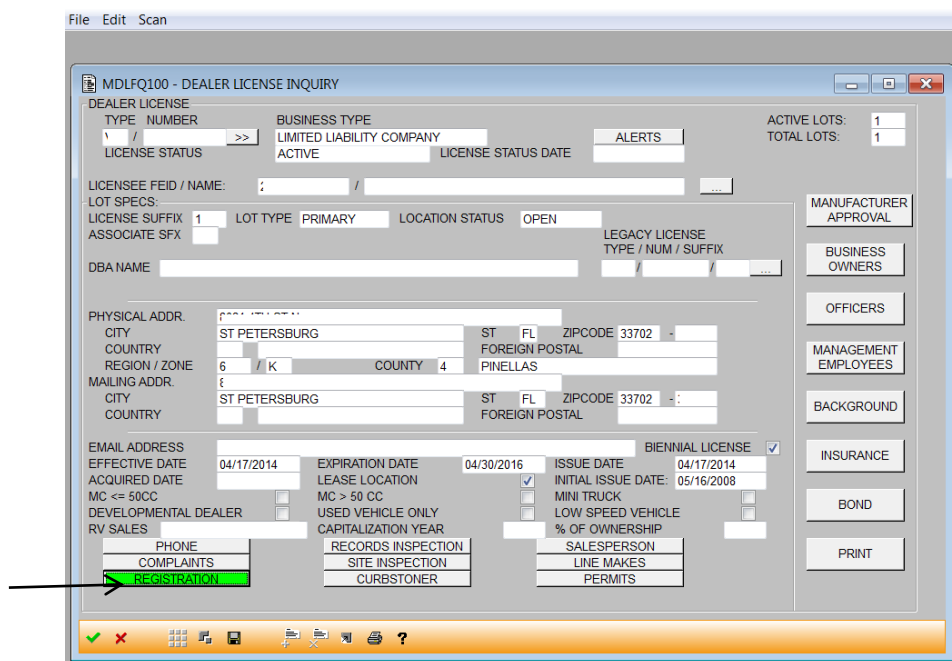 File Edit Scan
MDLFQ100 - DEALER LICENSE INQUIRY
DEALER LICENSE
TYPE NUMBER BUSINESS TYPE ACTIVE LOTS: 1
/ >> LIMITED LIABILITY COMPANY ALERTS TOTAL LOTS: 1
LICENSE STATUS ACTIVE LICENSE STATUS DATE
LICENSEE FEID / NAME: / ...
LOT SPECS:
LICENSE SUFFIX 1 LOT TYPE PRIMARY LOCATION STATUS OPEN
ASSOCIATE SFX LEGACY LICENSE
TYPE / NUM / SUFFIX
DBA NAME / / ...
PHYSICAL ADDR.
CITY ST PETERSBURG ST FL ZIPCODE 33702 -
COUNTRY FOREIGN POSTAL
REGION / ZONE 6 / K COUNTY 4 PINELLAS
MAILING ADDR.
CITY ST PETERSBURG ST FL ZIPCODE 33702 -
COUNTRY FOREIGN POSTAL
EMAIL ADDRESS BIENNIAL LICENSE
EFFECTIVE DATE 04/17/2014 EXPIRATION DATE 04/30/2016 ISSUE DATE 04/17/2014
ACQUIRED DATE LEASE LOCATION INITIAL ISSUE DATE: 05/16/2008
MC <= 50CC MC > 50 CC MINI TRUCK
DEVELOPMENTAL DEALER USED VEHICLE ONLY LOW SPEED VEHICLE
RV SALES CAPITALIZATION YEAR % OF OWNERSHIP
PHONE RECORDS INSPECTION SALESPERSON
COMPLAINTS SITE INSPECTION LINE MAKES
REGISTRATION CURBSTONER PERMITS
MANUFACTURER
APPROVAL
BUSINESS
OWNERS
OFFICERS
MANAGEMENT
EMPLOYEES
BACKGROUND
INSURANCE
BOND
PRINT
?